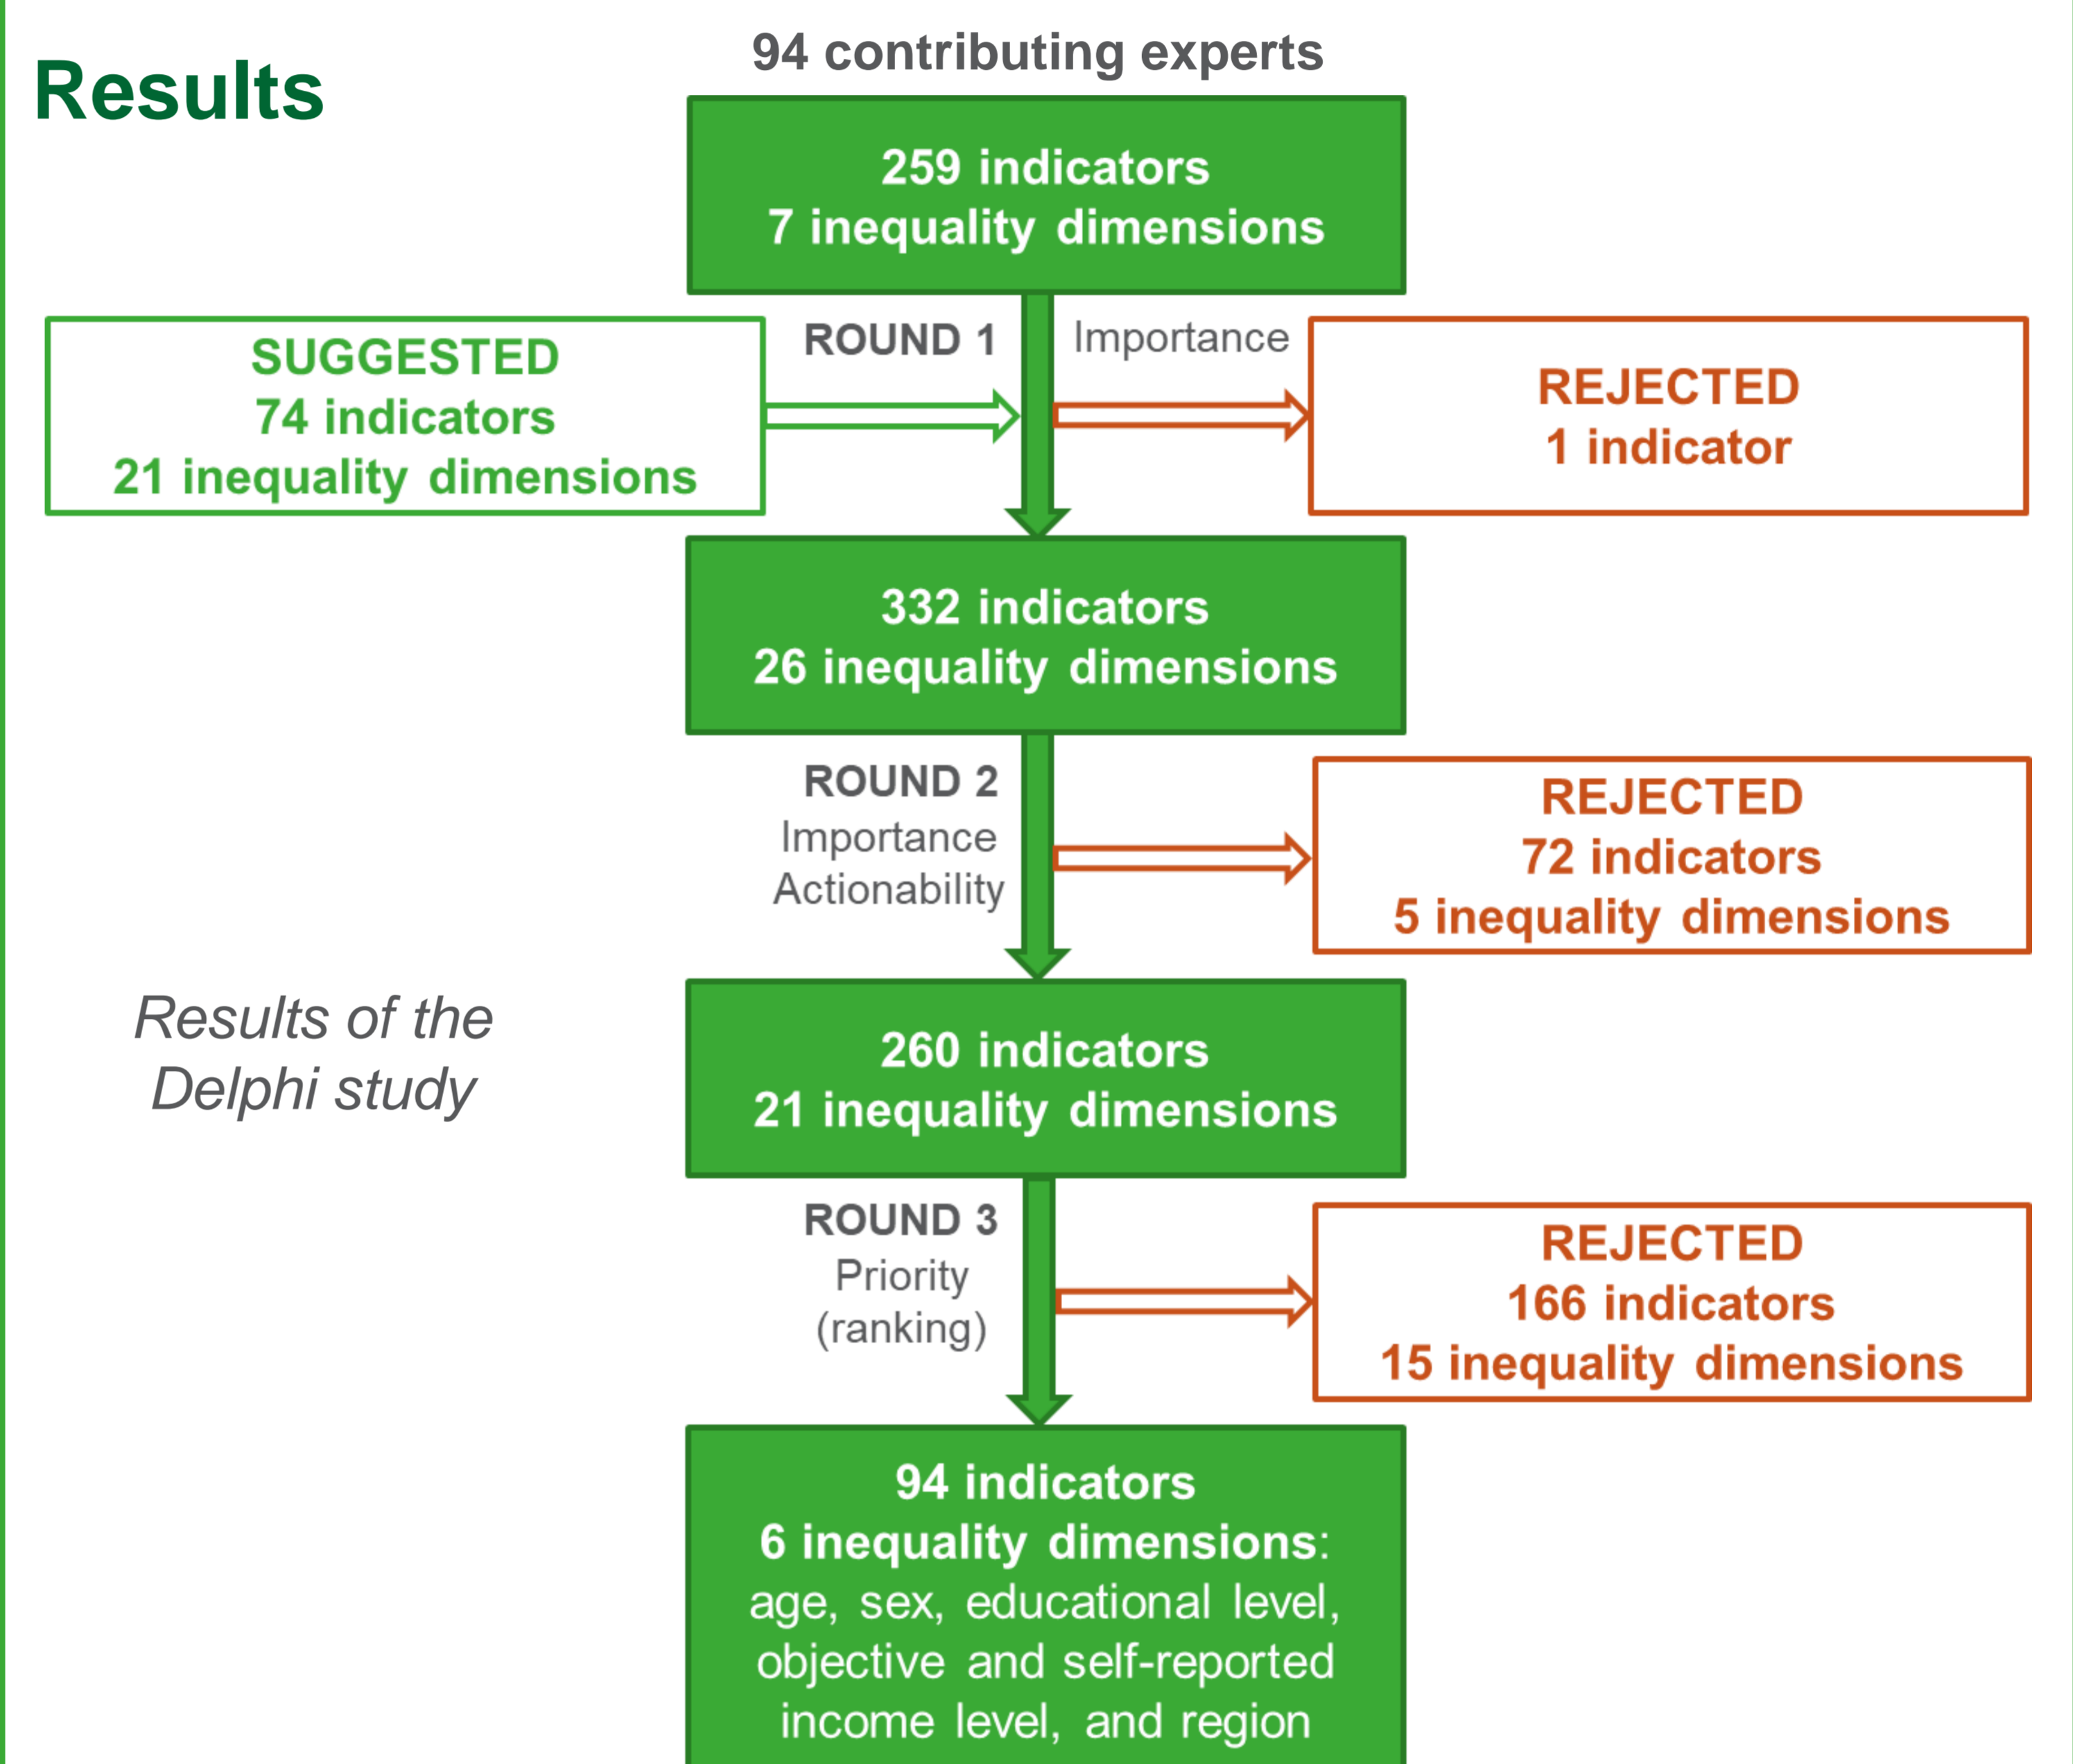 Results
94 contributing experts
259 indicators
7 inequality dimensions
ROUND 1
Importance
SUGGESTED
74 indicators
21 inequality dimensions
REJECTED
1 indicator
332 indicators
26 inequality dimensions
ROUND 2
Importance
Actionability
REJECTED
72 indicators
5 inequality dimensions
Results of the
Delphi study
260 indicators
21 inequality dimensions
ROUND 3
Priority
(ranking)
REJECTED
166 indicators
15 inequality dimensions
94 indicators
6 inequality dimensions:
age, sex, educational level,
objective and self-reported
income level, and region